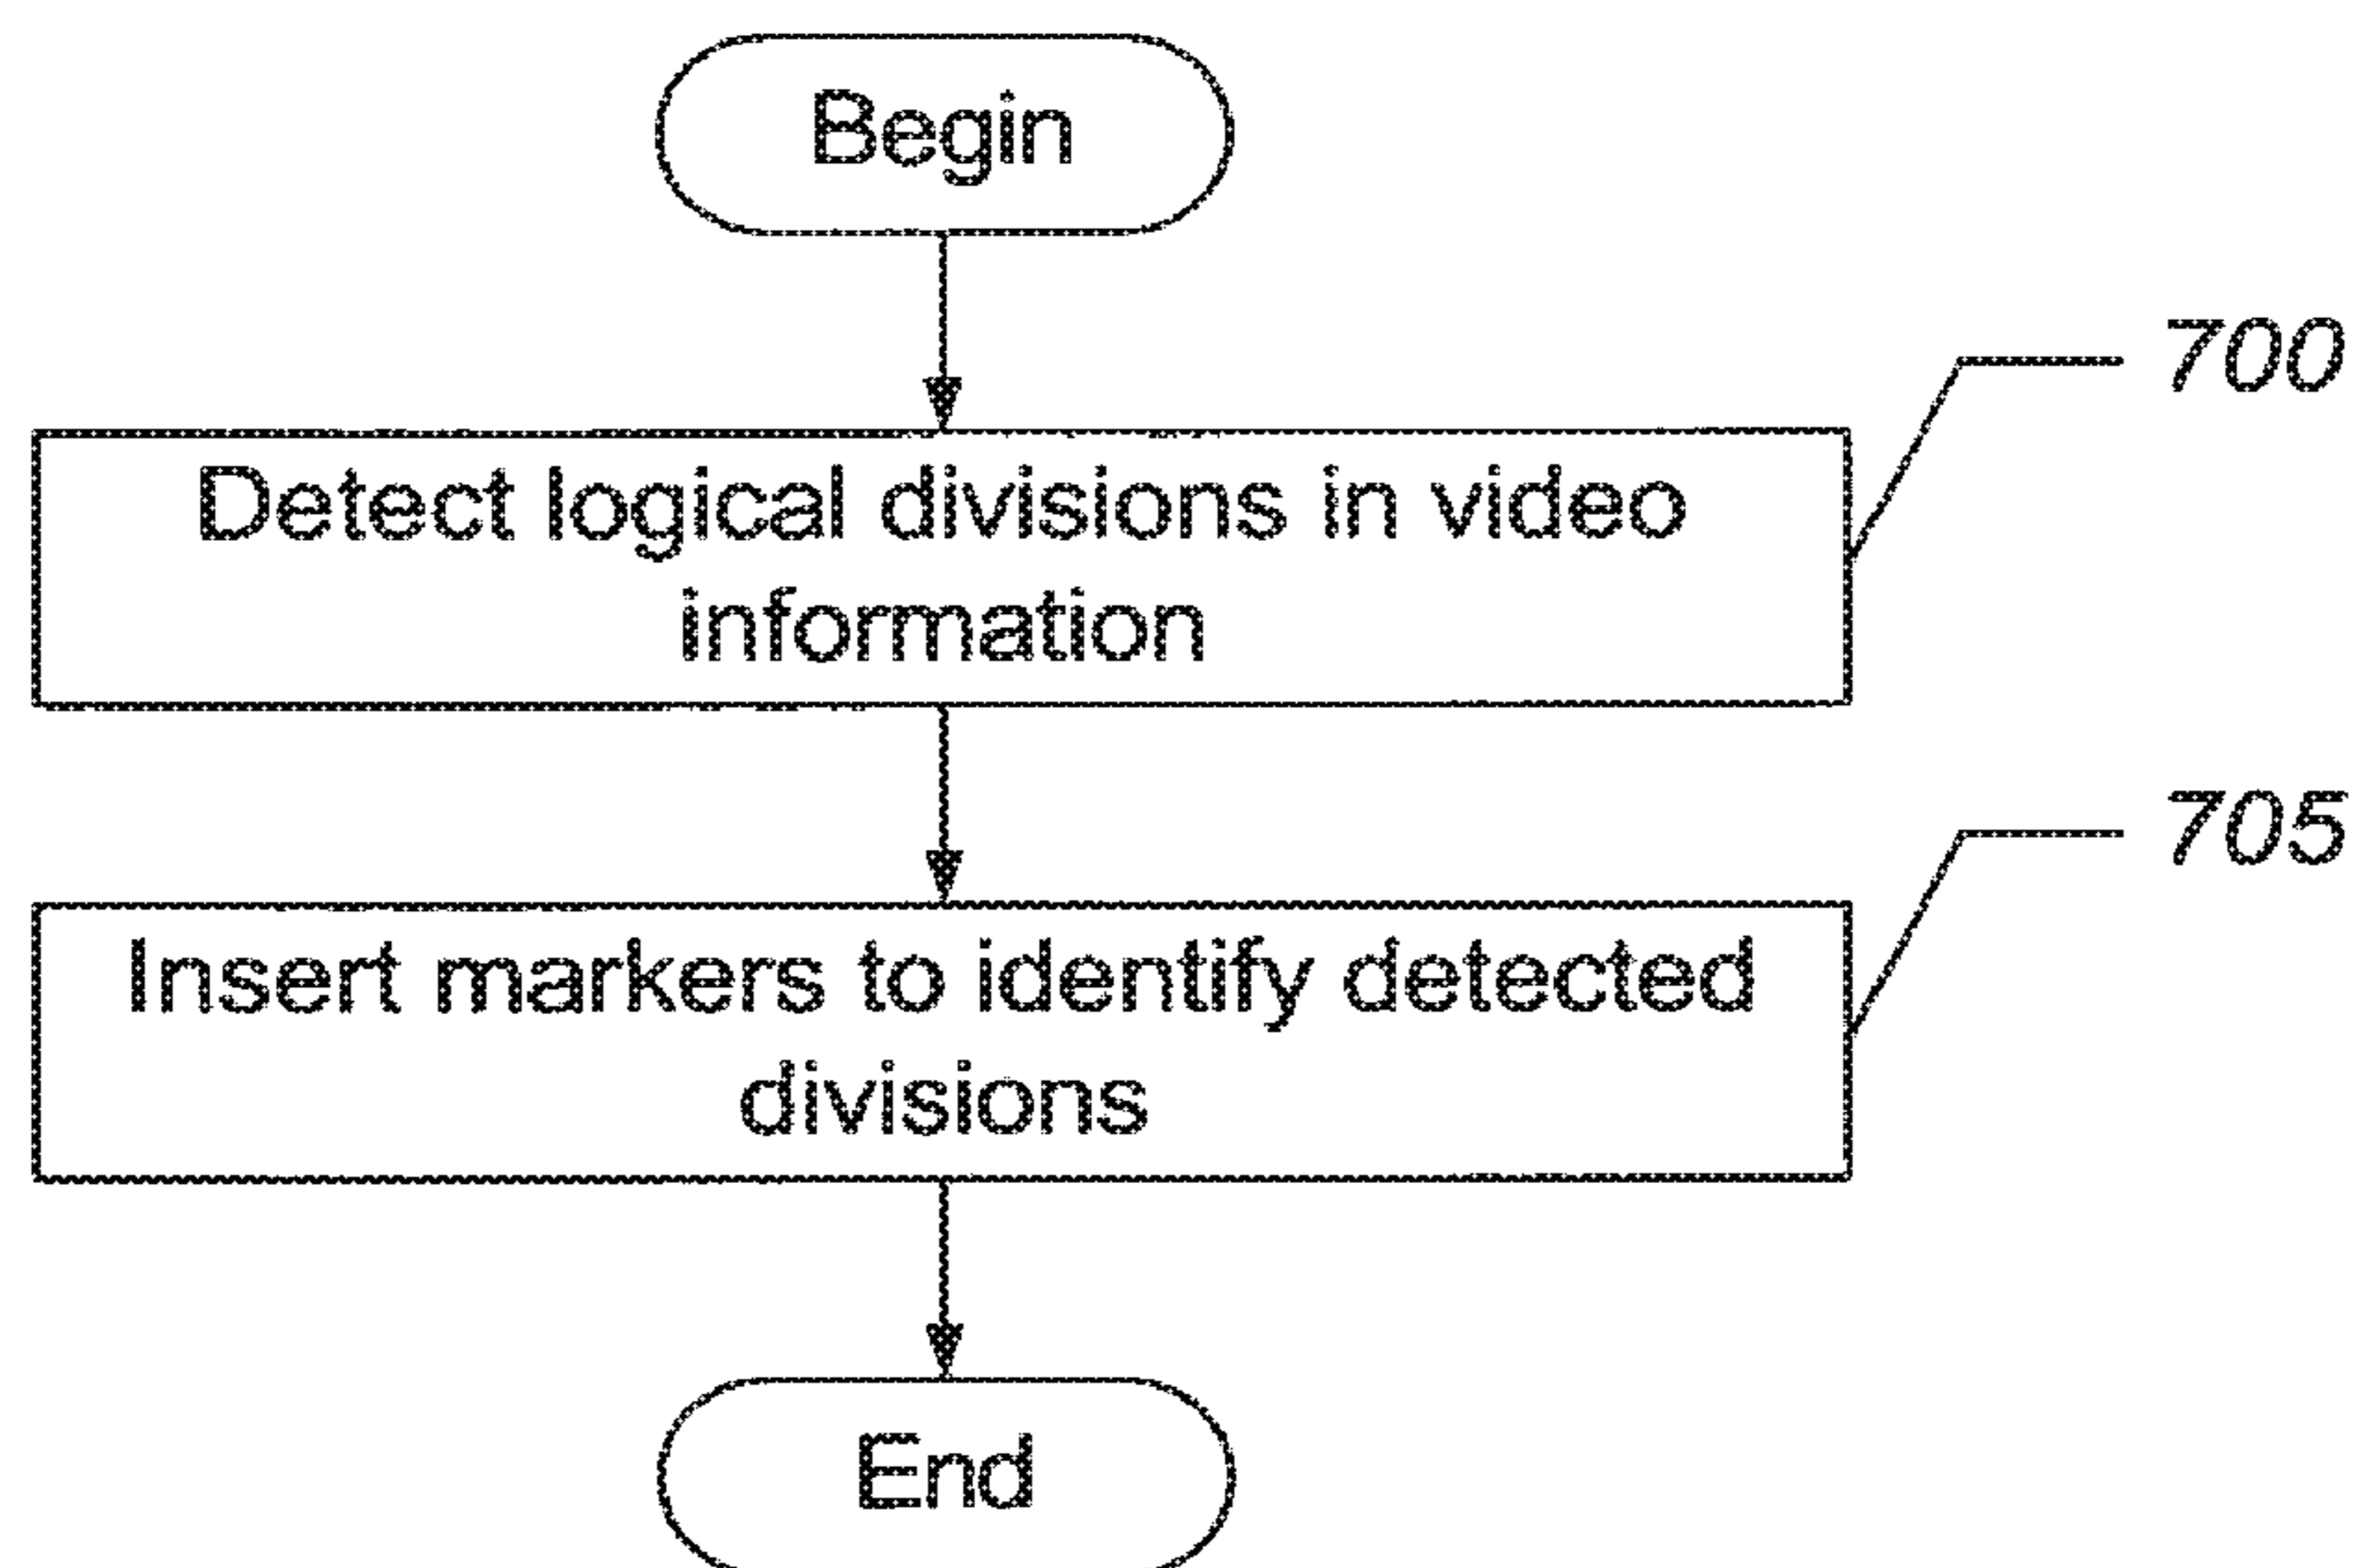 Begin
700
Detect logical divisions in video
information
705
Insert markers to identify detected
divisions
End